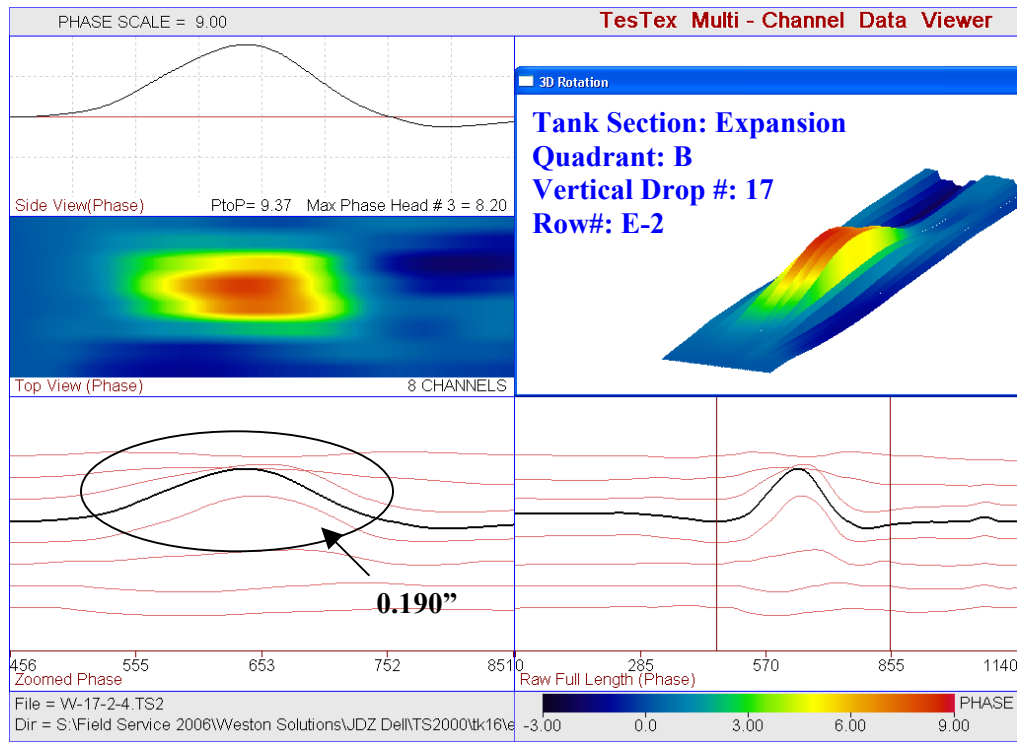 PHASE SCALE = 9.00
TesTex Multi - Channel Data Viewer
Side View(Phase) PtoP= 9.37 Max Phase Head # 3 = 8.20
3D Rotation
Tank Section: Expansion
Quadrant: B
Vertical Drop #: 17
Row#: E-2
Top View (Phase) 8 CHANNELS
0.190”
456 555 653 752 851
Zoomed Phase
0 285 570 855 1140
Raw Full Length (Phase)
File = W-17-2-4.TS2
Dir = S:\Field Service 2006\Weston Solutions\JDZ Dell\TS2000\tk16\e
PHASE
-3.00 0.0 3.00 6.00 9.00